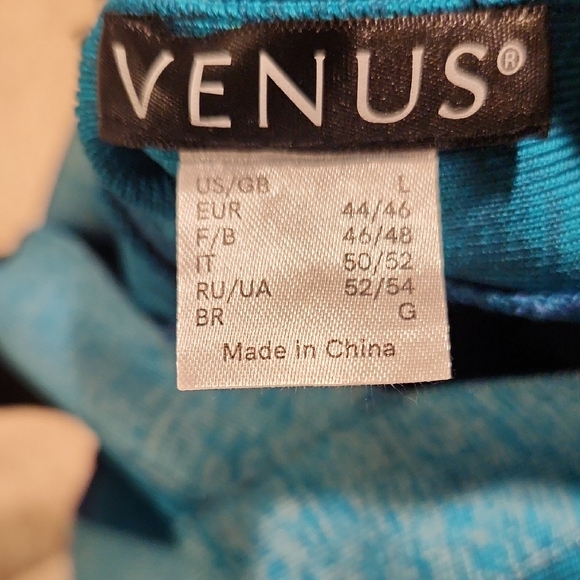 VENUS®
US/GB L
EUR 44/46
F/B 46/48
IT 50/52
RU/UA 52/54
BR G
Made in China